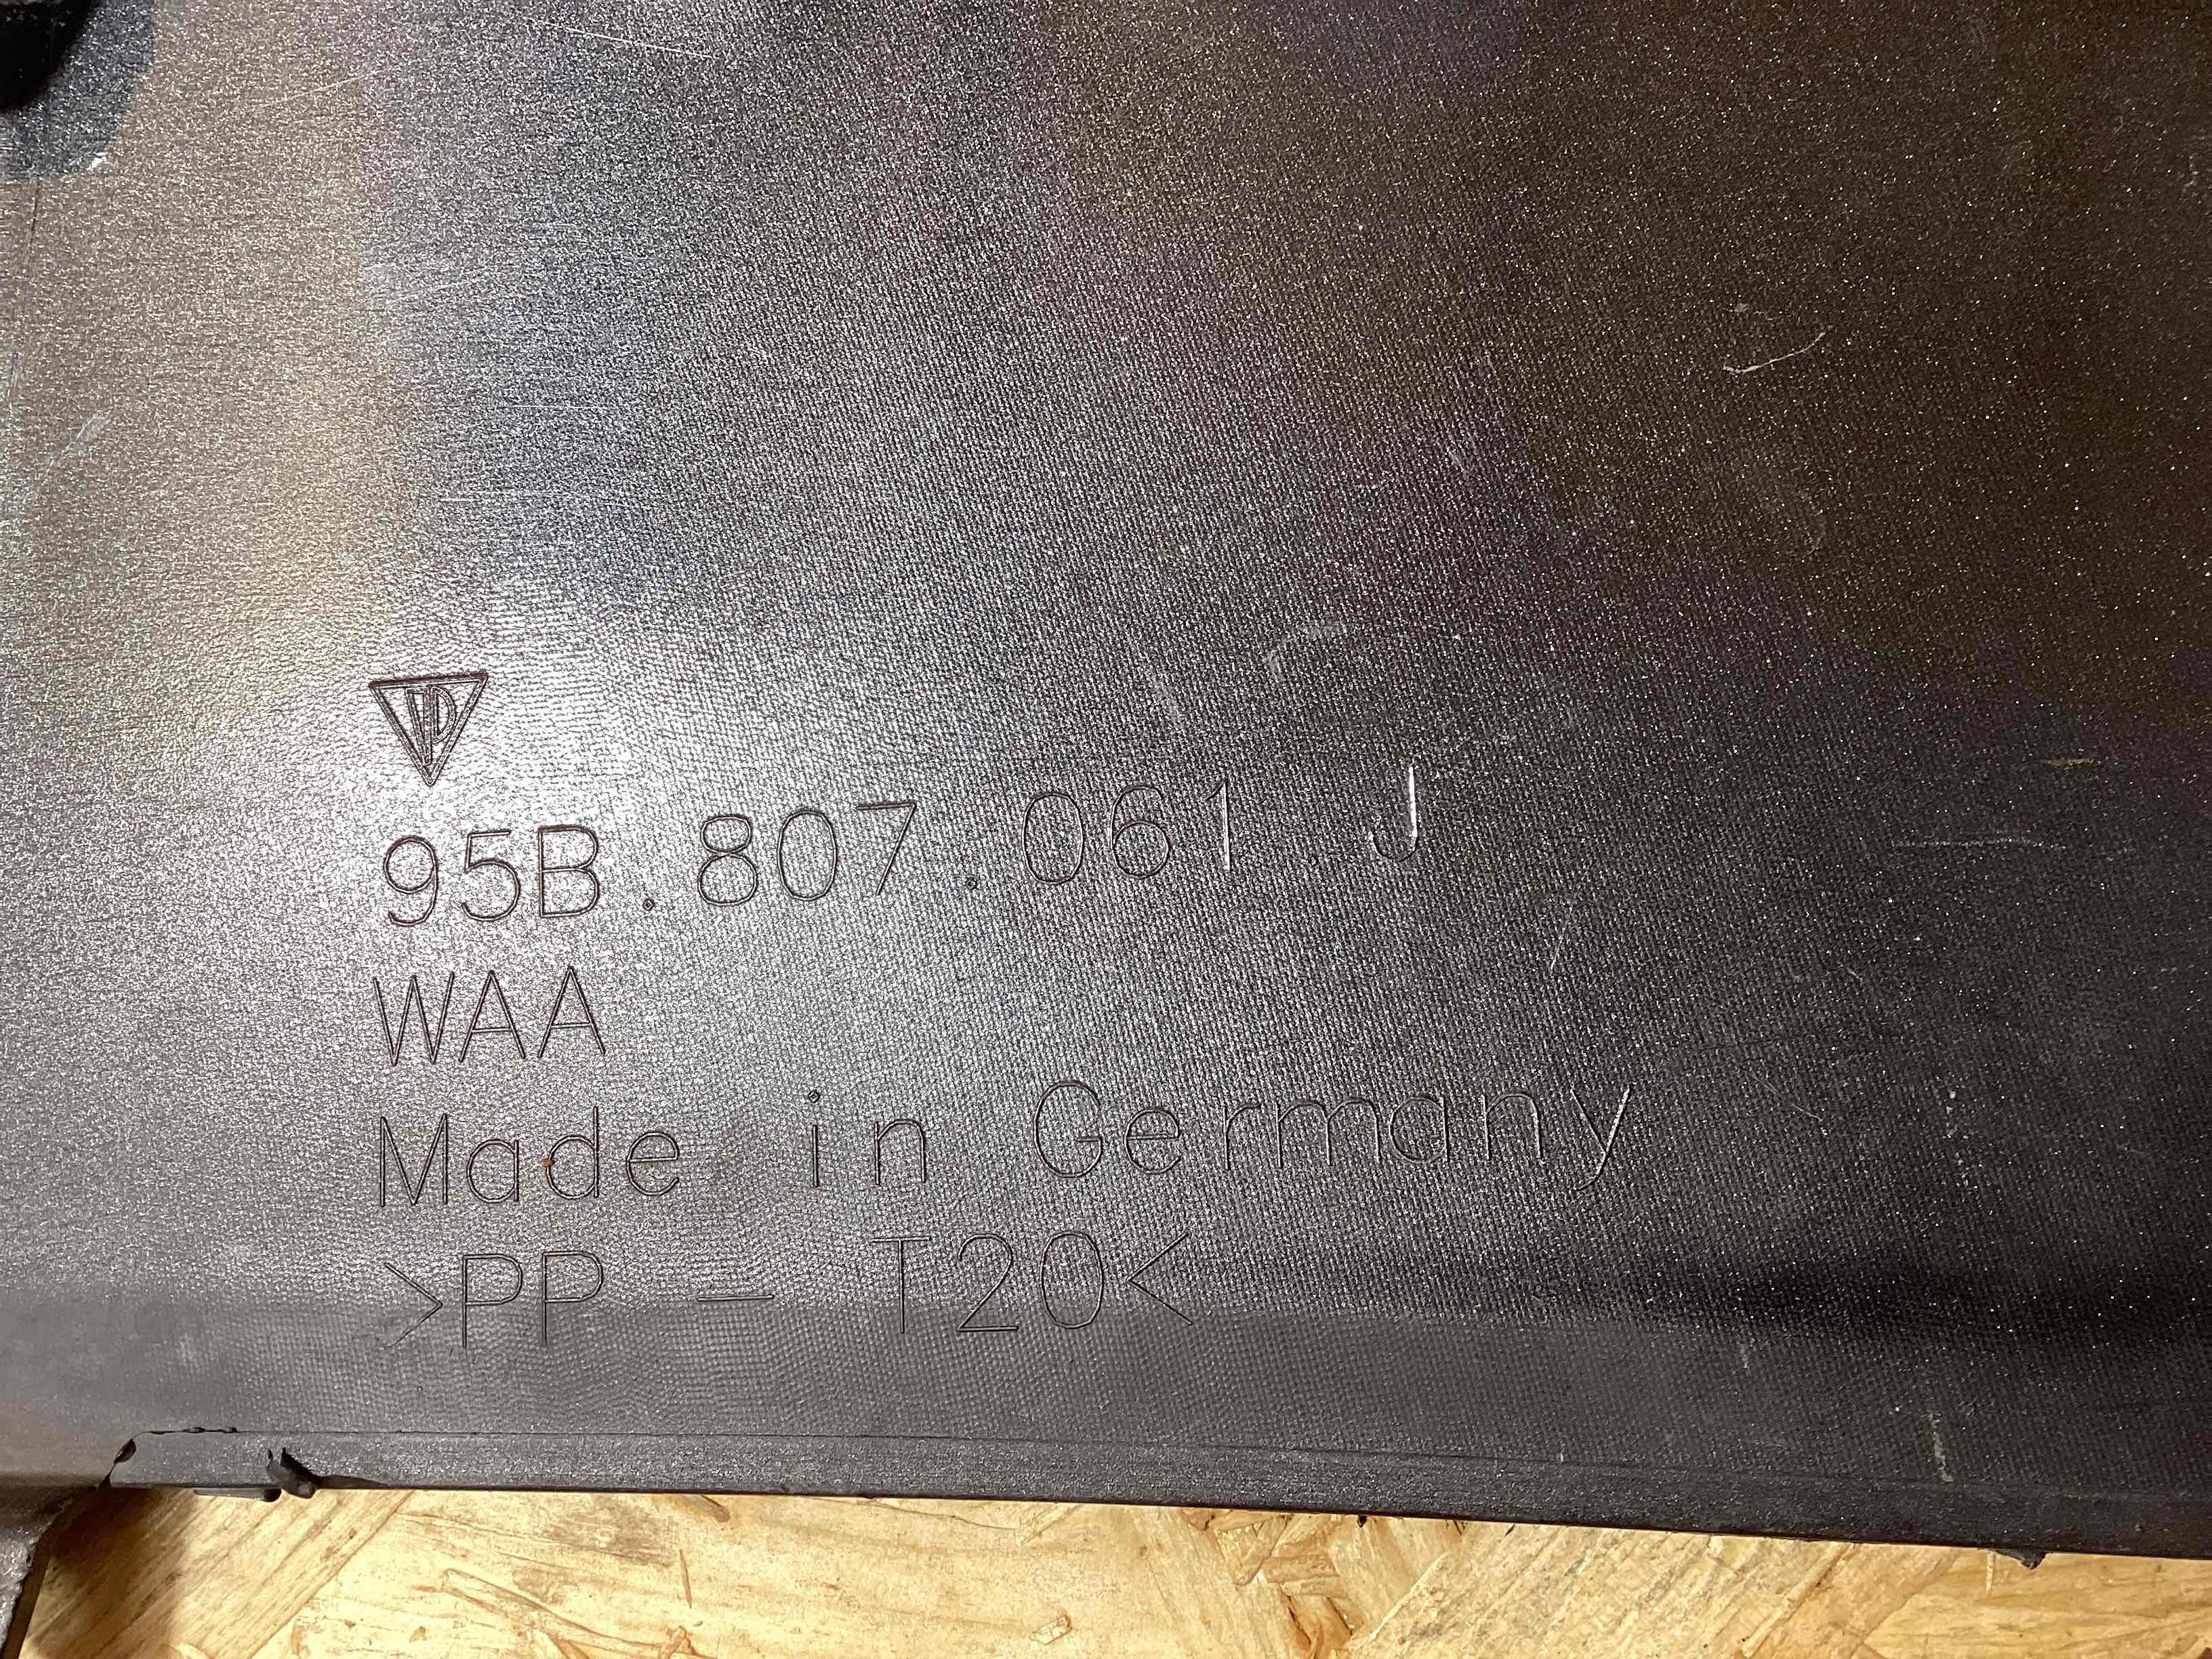 95B.807.061.J
WAA
Made in Germany
>PP - T20<